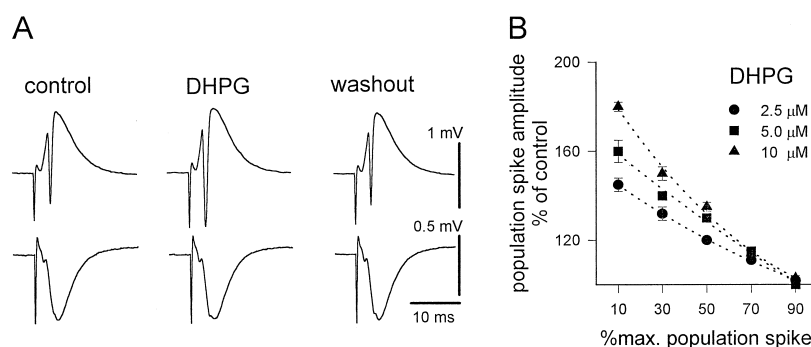 A
control
DHPG
washout
1 mV
0.5 mV
10 ms
B
population spike amplitude
% of control
200
160
120
DHPG
2.5 µM
5.0 µM
10 µM
10 30 50 70 90
%max. population spike